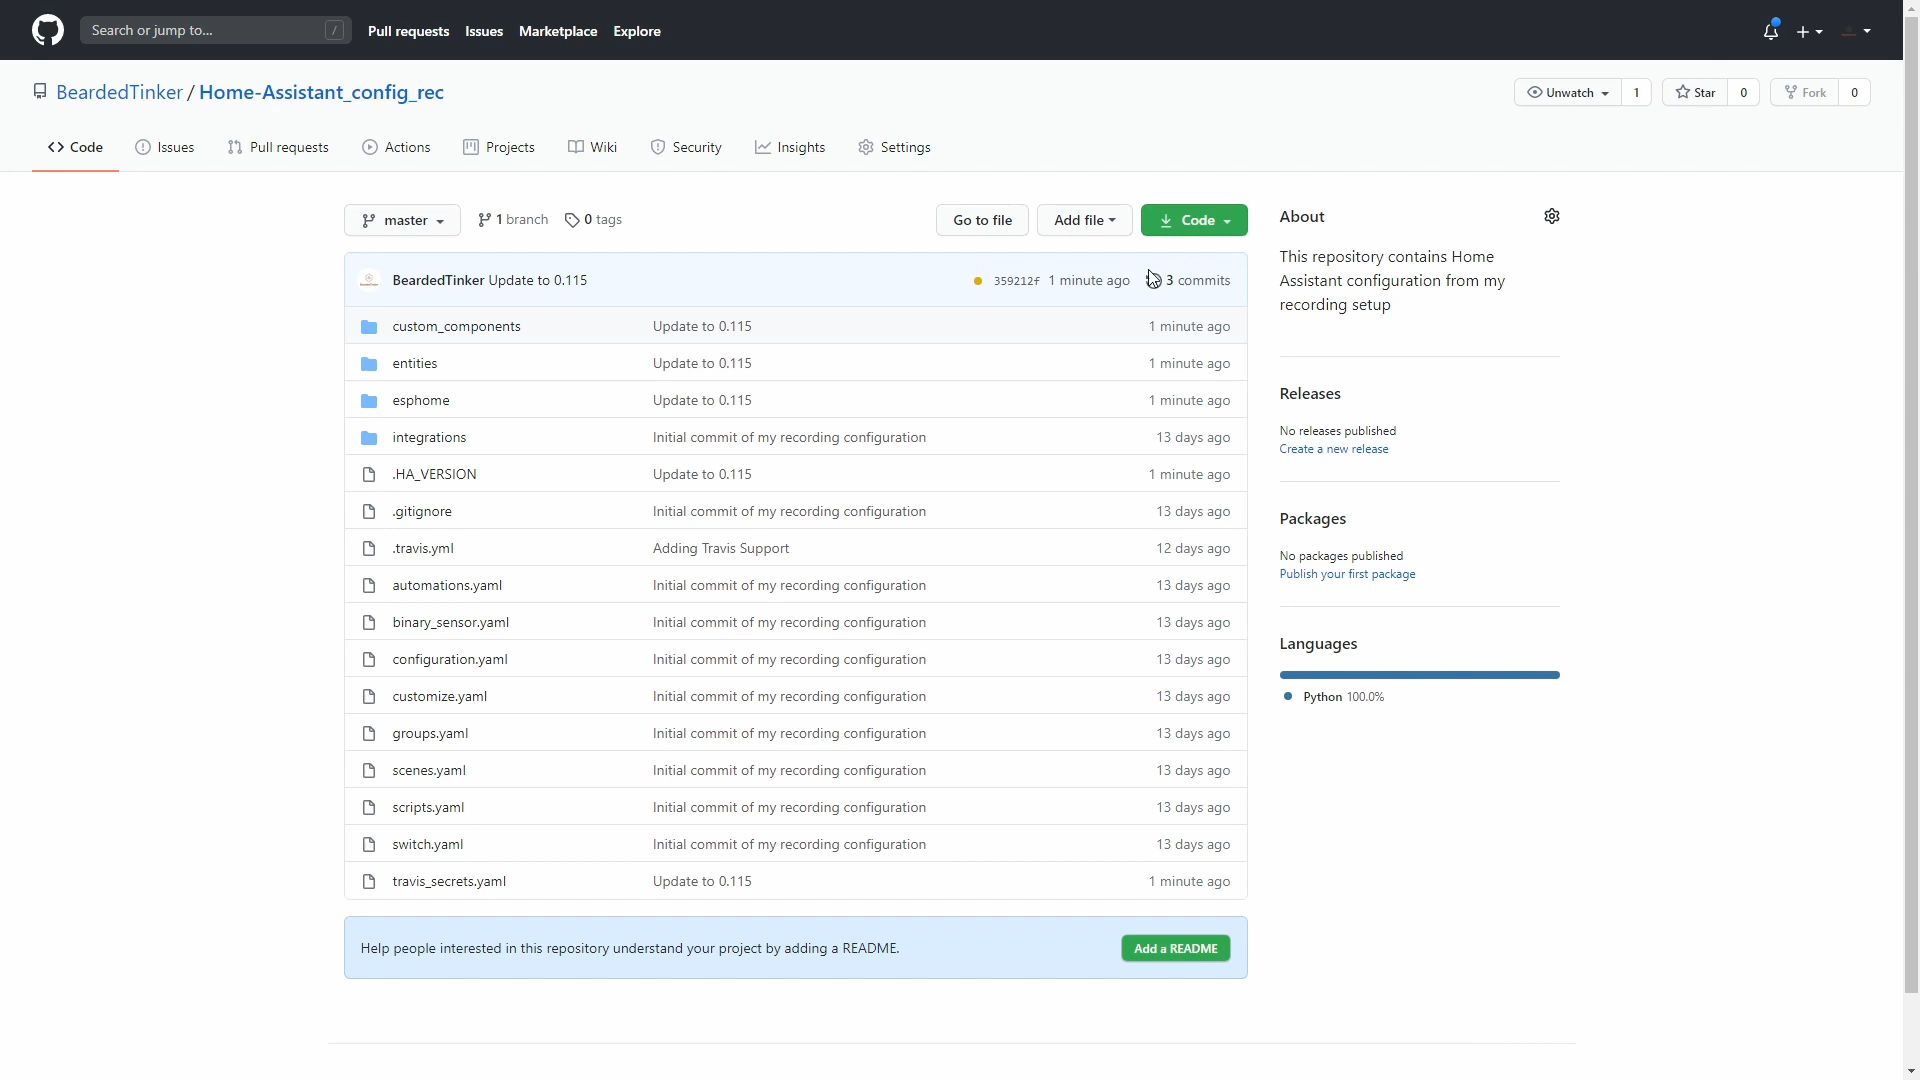 Search or jump to... /
Pull requests Issues Marketplace Explore
BeardedTinker / Home-Assistant_config_rec
Unwatch 1 Star 0 Fork 0
Code Issues Pull requests Actions Projects Wiki Security Insights Settings
master 1 branch 0 tags Go to file Add file Code
BeardedTinker Update to 0.115 359212f 1 minute ago 3 commits
custom_components Update to 0.115 1 minute ago
entities Update to 0.115 1 minute ago
esphome Update to 0.115 1 minute ago
integrations Initial commit of my recording configuration 13 days ago
.HA_VERSION Update to 0.115 1 minute ago
.gitignore Initial commit of my recording configuration 13 days ago
.travis.yml Adding Travis Support 12 days ago
automations.yaml Initial commit of my recording configuration 13 days ago
binary_sensor.yaml Initial commit of my recording configuration 13 days ago
configuration.yaml Initial commit of my recording configuration 13 days ago
customize.yaml Initial commit of my recording configuration 13 days ago
groups.yaml Initial commit of my recording configuration 13 days ago
scenes.yaml Initial commit of my recording configuration 13 days ago
scripts.yaml Initial commit of my recording configuration 13 days ago
switch.yaml Initial commit of my recording configuration 13 days ago
travis_secrets.yaml Update to 0.115 1 minute ago
Help people interested in this repository understand your project by adding a README. Add a README
About
This repository contains Home
Assistant configuration from my
recording setup
Releases
No releases published
Create a new release
Packages
No packages published
Publish your first package
Languages
Python 100.0%